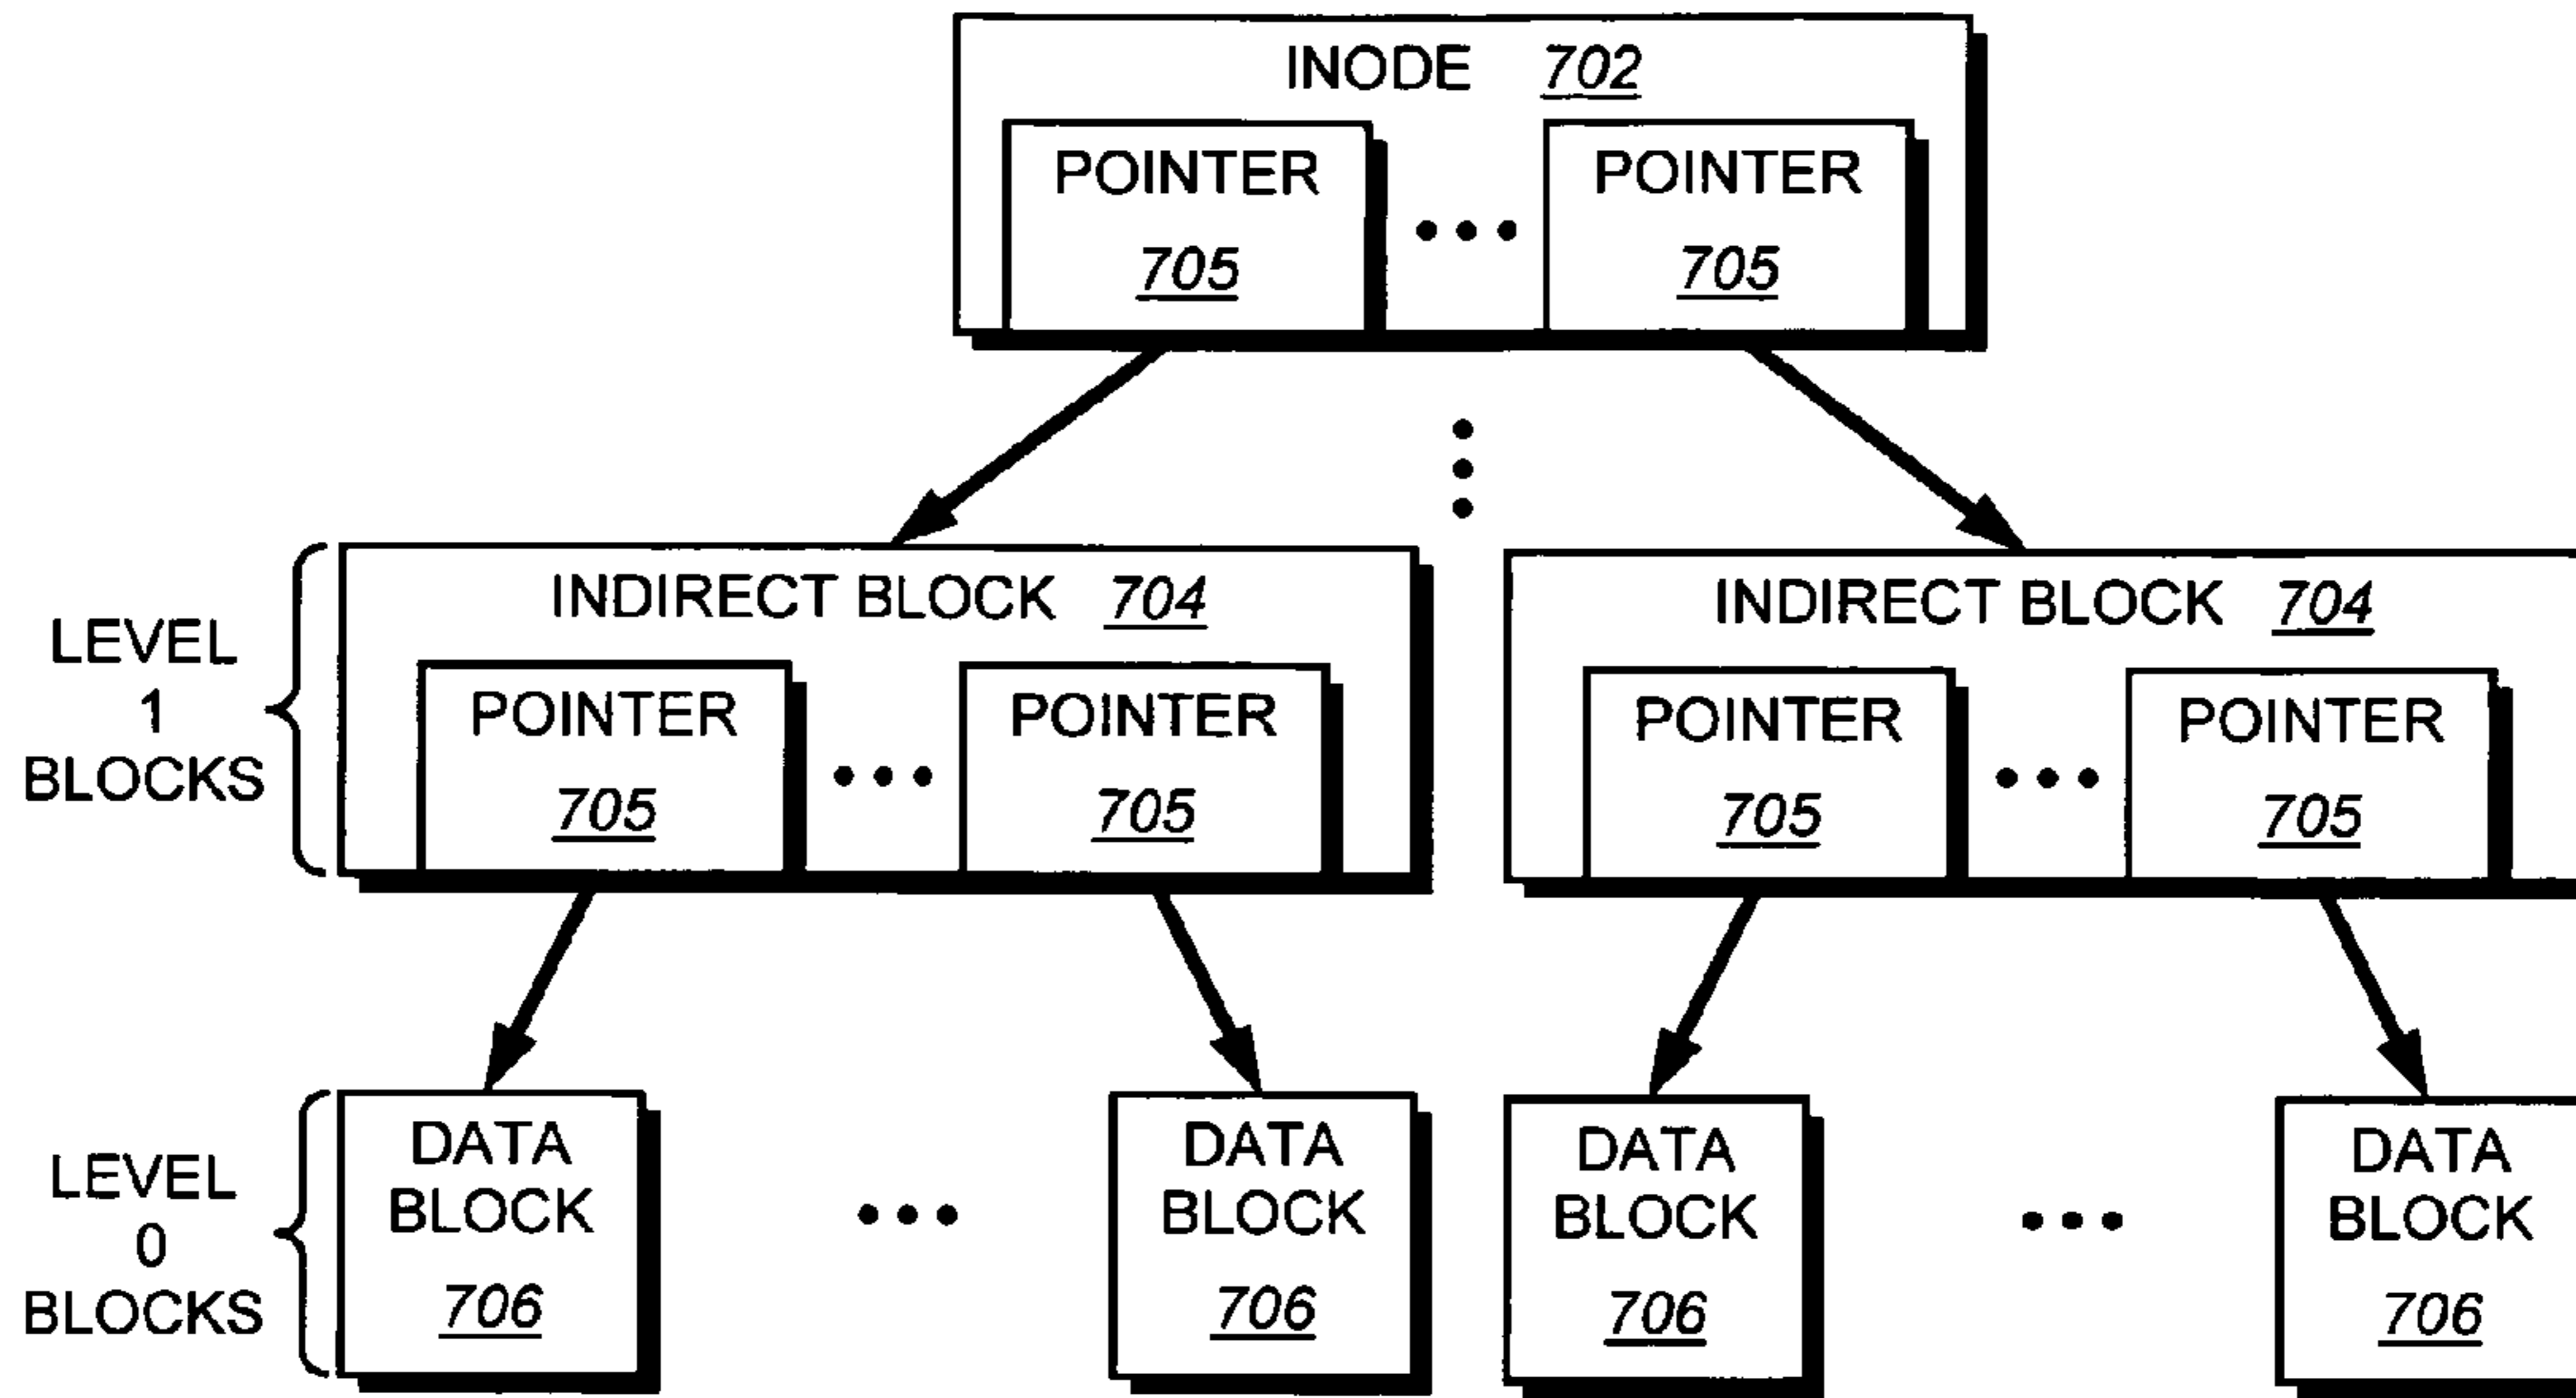 INODE 702
POINTER POINTER
705 705
INDIRECT BLOCK 704
INDIRECT BLOCK 704
LEVEL
1
BLOCKS
POINTER POINTER
705 705
POINTER POINTER
705 705
LEVEL
0
BLOCKS
DATA
BLOCK
706
DATA
BLOCK
706
DATA
BLOCK
706
DATA
BLOCK
706